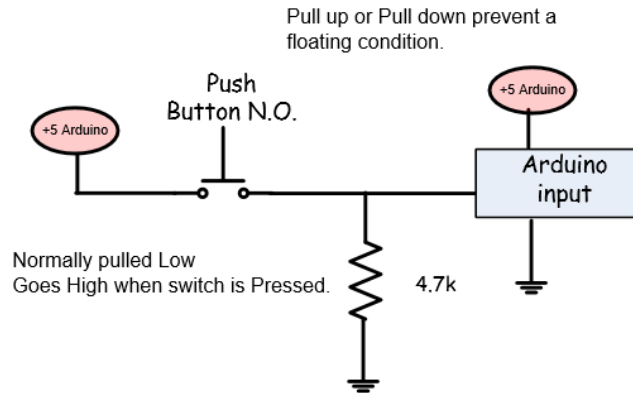 Pull up or Pull down prevent a
floating condition.
Push
Button N.O.
+5 Arduino
+5 Arduino
Arduino
input
Normally pulled Low
Goes High when switch is Pressed.
4.7k